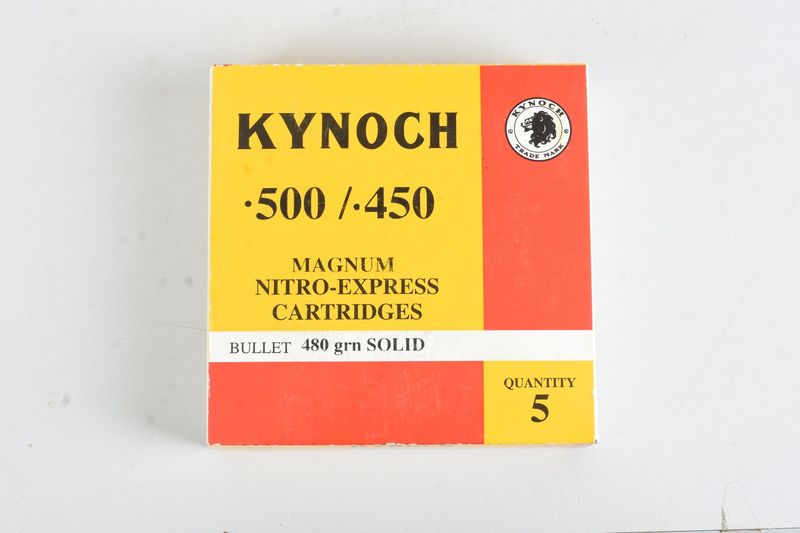 KYNOCH
·500 /·450
MAGNUM
NITRO-EXPRESS
CARTRIDGES
BULLET 480 grn SOLID
KYNOCH
TRADE MARK
QUANTITY
5